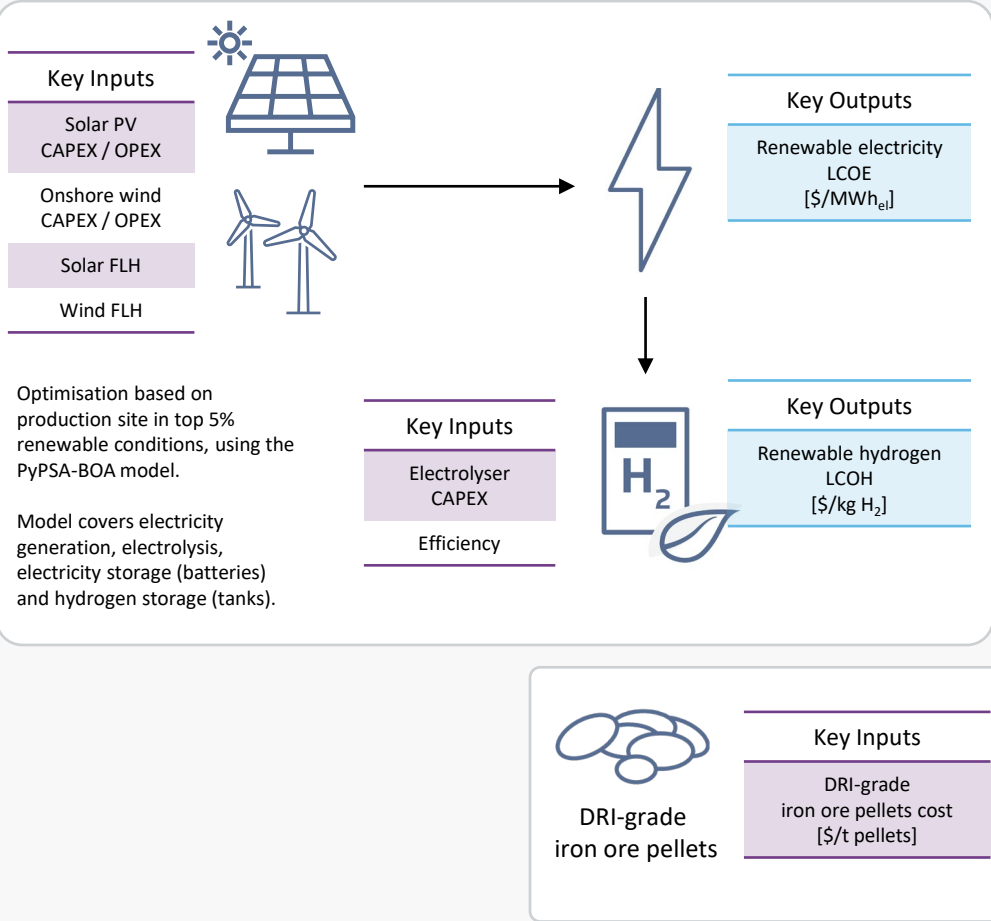 Key Inputs
Solar PV
CAPEX / OPEX
Onshore wind
CAPEX / OPEX
Solar FLH
Wind FLH
Key Outputs
Renewable electricity
LCOE
[$/MWhel]
Optimisation based on
production site in top 5%
renewable conditions, using the
PyPSA-BOA model.
Model covers electricity
generation, electrolysis,
electricity storage (batteries)
and hydrogen storage (tanks).
Key Inputs
Electrolyser
CAPEX
Efficiency
H2
Key Outputs
Renewable hydrogen
LCOH
[$/kg H2]
DRI-grade
iron ore pellets
Key Inputs
DRI-grade
iron ore pellets cost
[$/t pellets]